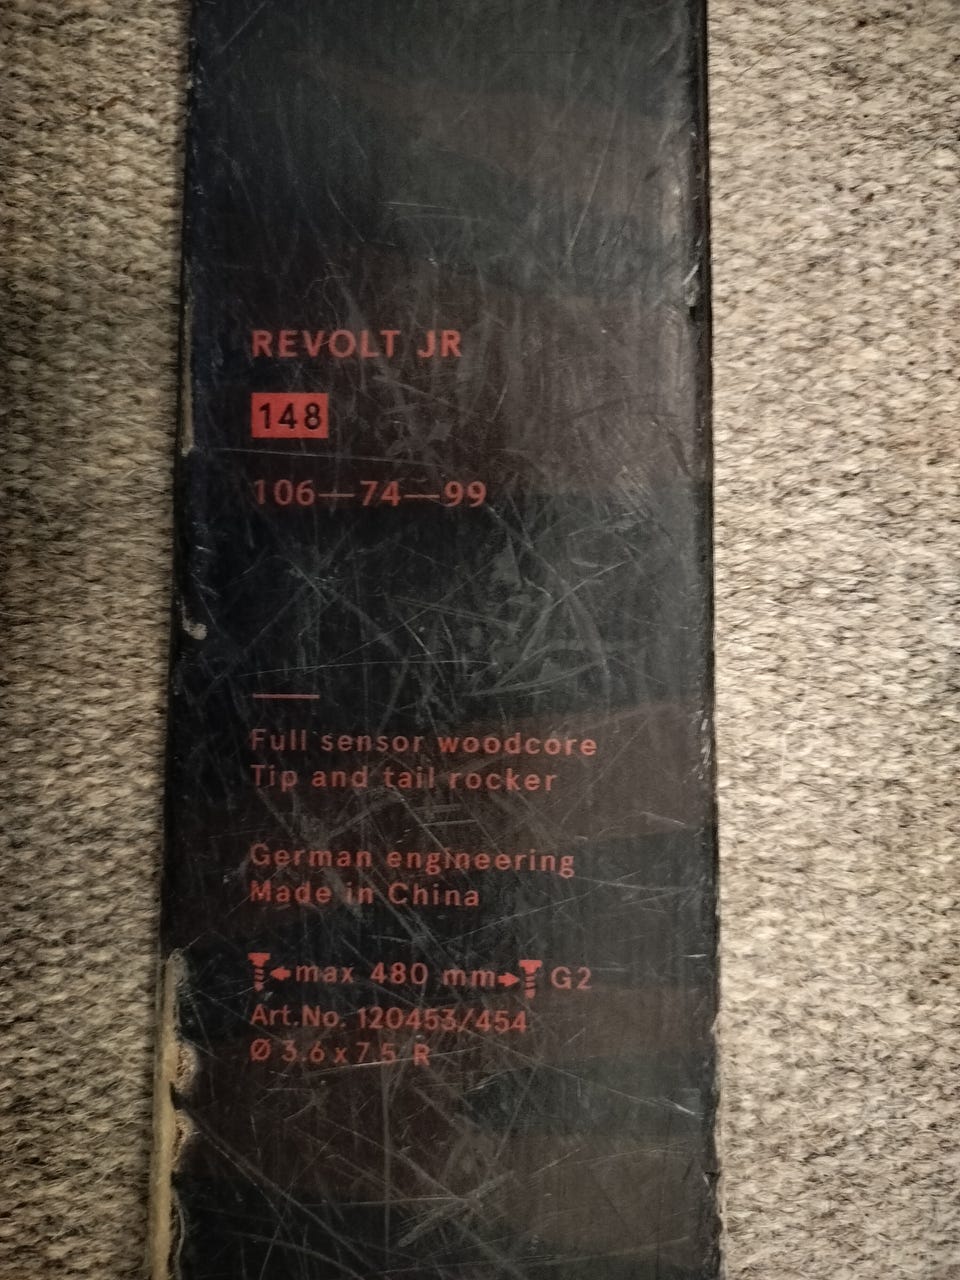 REVOLT JR
148
106—74—99
Full sensor woodcore
Tip and tail rocker
German engineering
Made in China
max 480 mm G2
Art.No. 120453/454
Ø 3.6 x 7.5 R